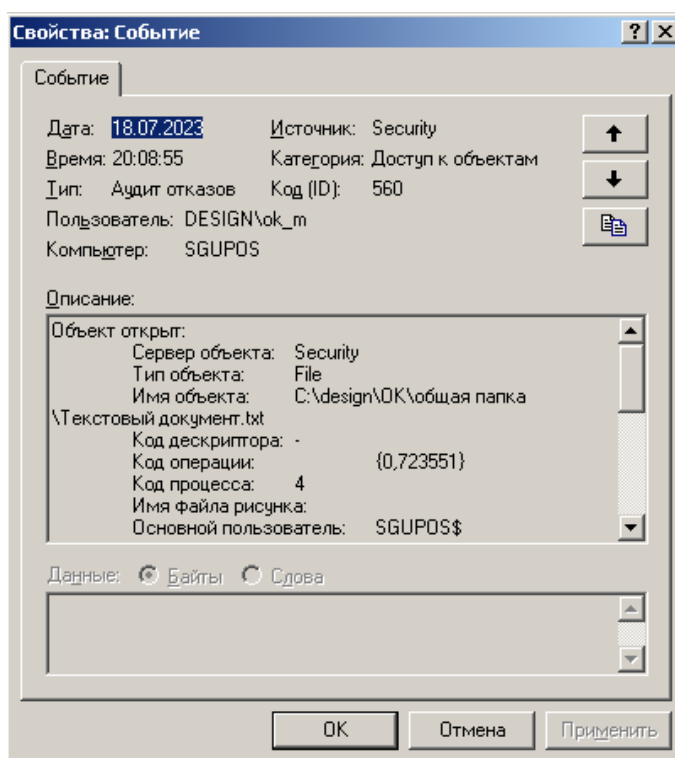 Свойства: Событие
Событие
Дата: 18.07.2023 Источник: Security
Время: 20:08:55 Категория: Доступ к объектам
Тип: Аудит отказов Код (ID): 560
Пользователь: DESIGN\ok_m
Компьютер: SGUPOS
Описание:
Объект открыт:
Сервер объекта: Security
Тип объекта: File
Имя объекта: C:\design\OK\общая папка
\Текстовый документ.txt
Код дескриптора: -
Код операции: {0,723551}
Код процесса: 4
Имя файла рисунка:
Основной пользователь: SGUPOS$
Данные: Байты Слова
OK Отмена Применить